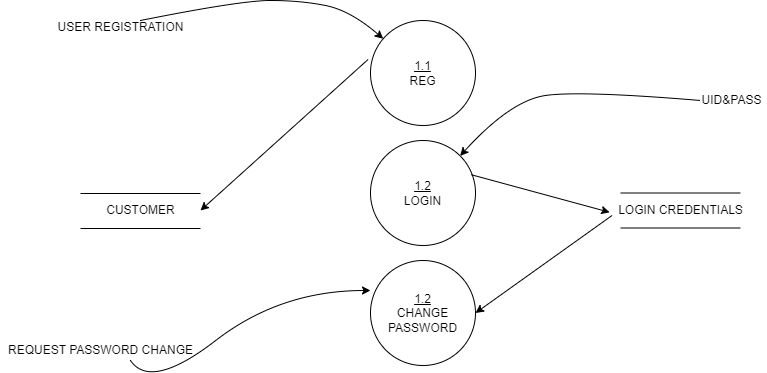 USER REGISTRATION
1.1
REG
UID&PASS
1.2
LOGIN
CUSTOMER
LOGIN CREDENTIALS
1.2
CHANGE
PASSWORD
REQUEST PASSWORD CHANGE